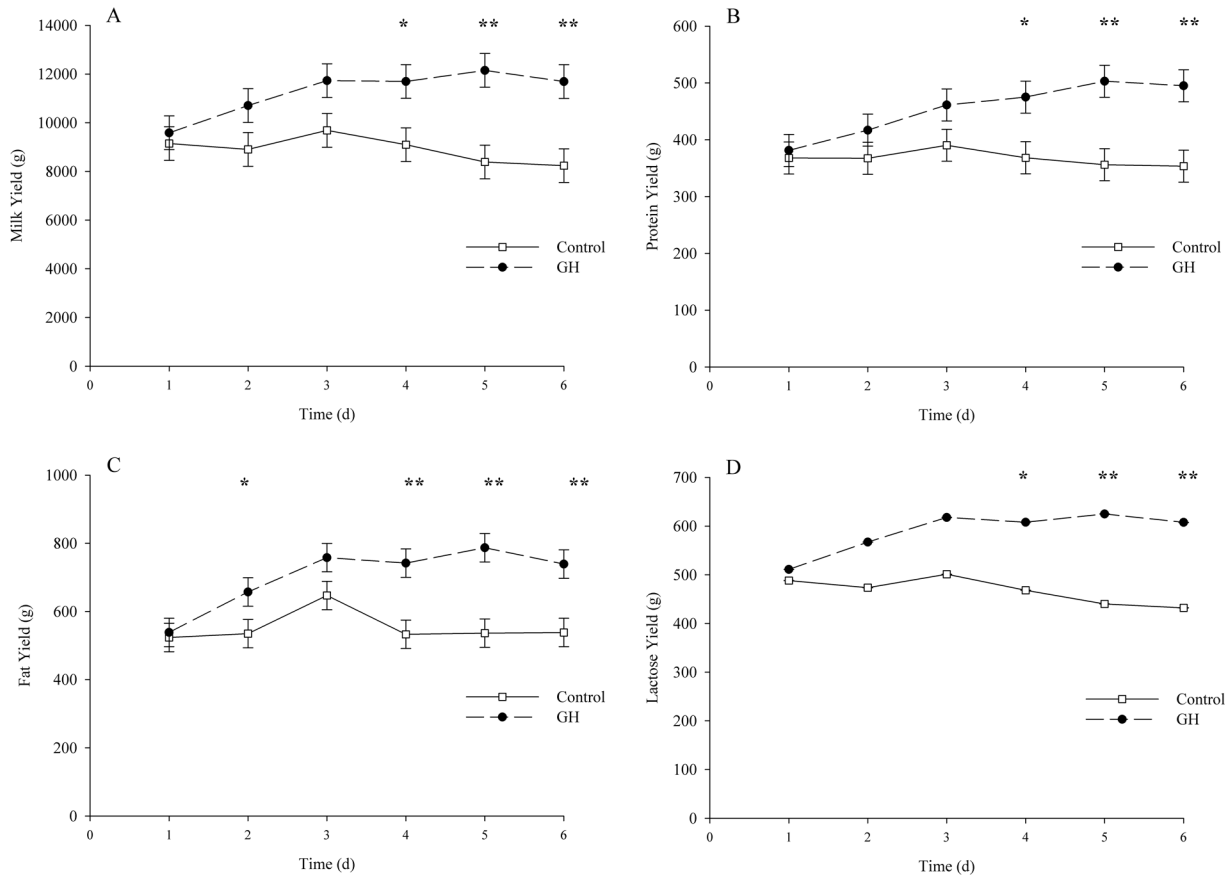 A
* ** **
14000
12000
10000
8000
6000
4000
2000
0
Milk Yield (g)
Control
GH
0 1 2 3 4 5 6
Time (d)
B
* ** **
600
500
400
300
200
100
0
Protein Yield (g)
Control
GH
0 1 2 3 4 5 6
Time (d)
C
* ** ** **
1000
800
600
400
200
0
Fat Yield (g)
Control
GH
0 1 2 3 4 5 6
Time (d)
D
* ** **
700
600
500
400
300
200
100
0
Lactose Yield (g)
Control
GH
0 1 2 3 4 5 6
Time (d)